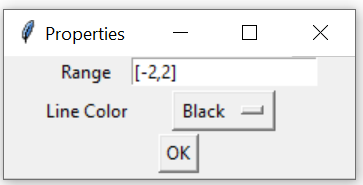 Properties
Range [-2,2]
Line Color Black
OK